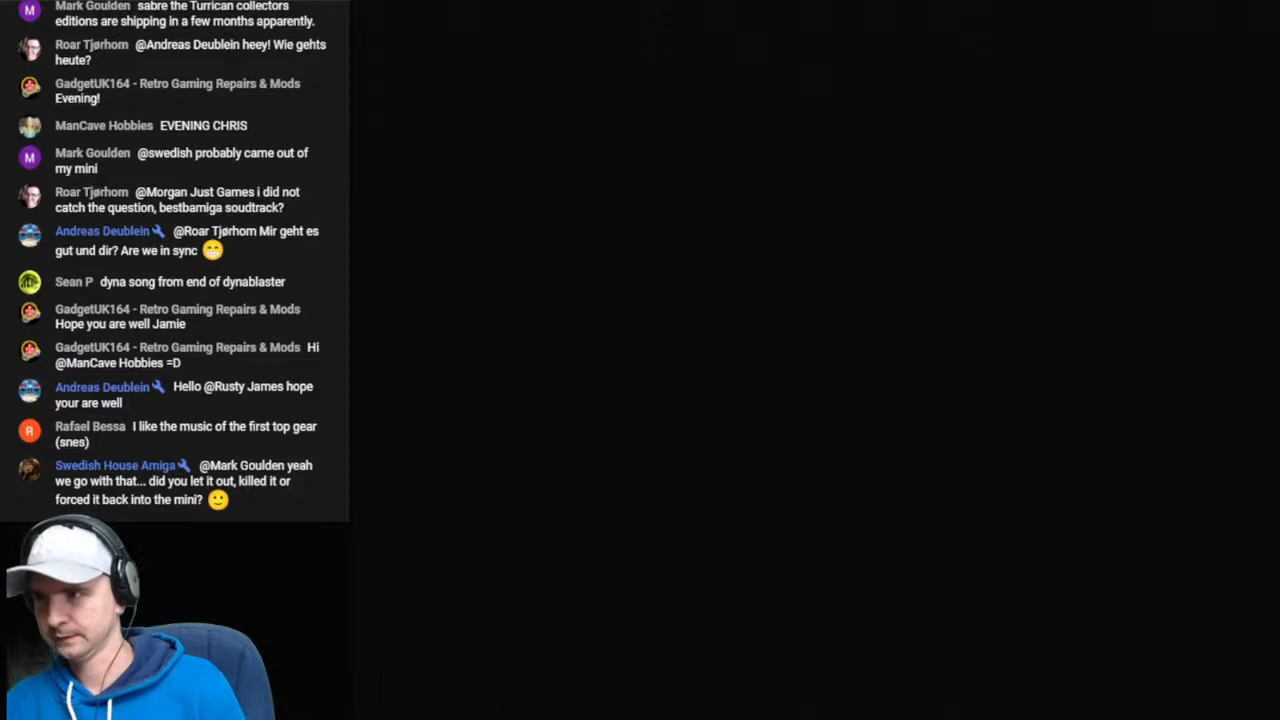 Mark Goulden sabre the Turrican collectors
editions are shipping in a few months apparently.
Roar Tjørhom @Andreas Deublein heey! Wie gehts
heute?
GadgetUK164 - Retro Gaming Repairs & Mods
Evening!
ManCave Hobbies EVENING CHRIS
M
Mark Goulden @swedish probably came out of
my mini
Roar Tjørhom @Morgan Just Games i did not
catch the question, bestbamiga soudtrack?
Andreas Deublein @Roar Tjørhom Mir geht es
gut und dir? Are we in sync 😁
Sean P dyna song from end of dynablaster
GadgetUK164 - Retro Gaming Repairs & Mods
Hope you are well Jamie
GadgetUK164 - Retro Gaming Repairs & Mods Hi
@ManCave Hobbies =D
Andreas Deublein Hello @Rusty James hope
your are well
R
Rafael Bessa I like the music of the first top gear
(snes)
Swedish House Amiga @Mark Goulden yeah
we go with that... did you let it out, killed it or
forced it back into the mini? 🙂